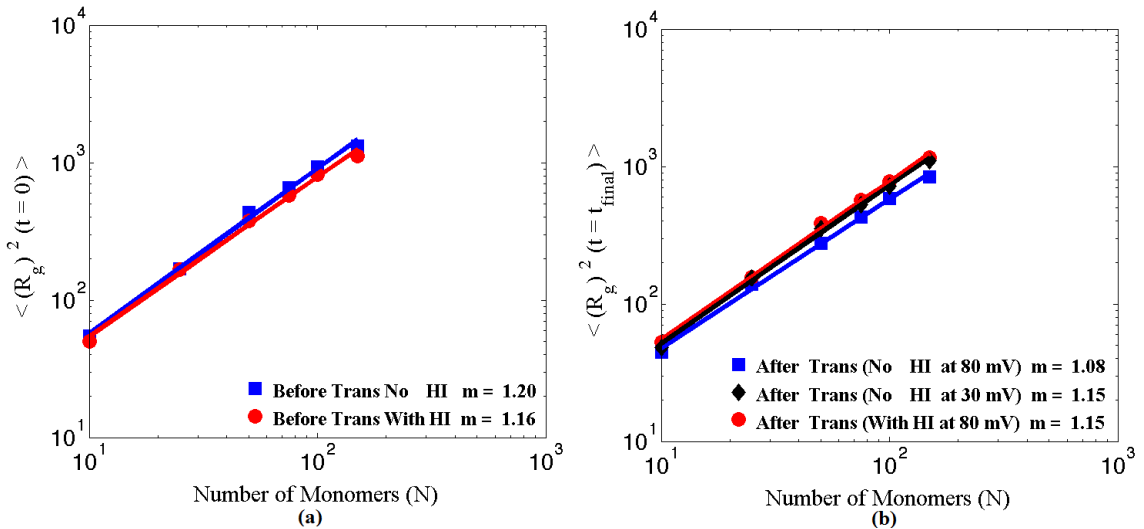 10^4
10^3
10^2
10^1
< (R_g)^2 (t = 0) >
Before Trans No HI m = 1.20
Before Trans With HI m = 1.16
10^1
10^2
10^3
Number of Monomers (N)
(a)
10^4
10^3
10^2
10^1
< (R_g)^2 (t = t_final) >
After Trans (No HI at 80 mV) m = 1.08
After Trans (No HI at 30 mV) m = 1.15
After Trans (With HI at 80 mV) m = 1.15
10^1
10^2
10^3
Number of Monomers (N)
(b)